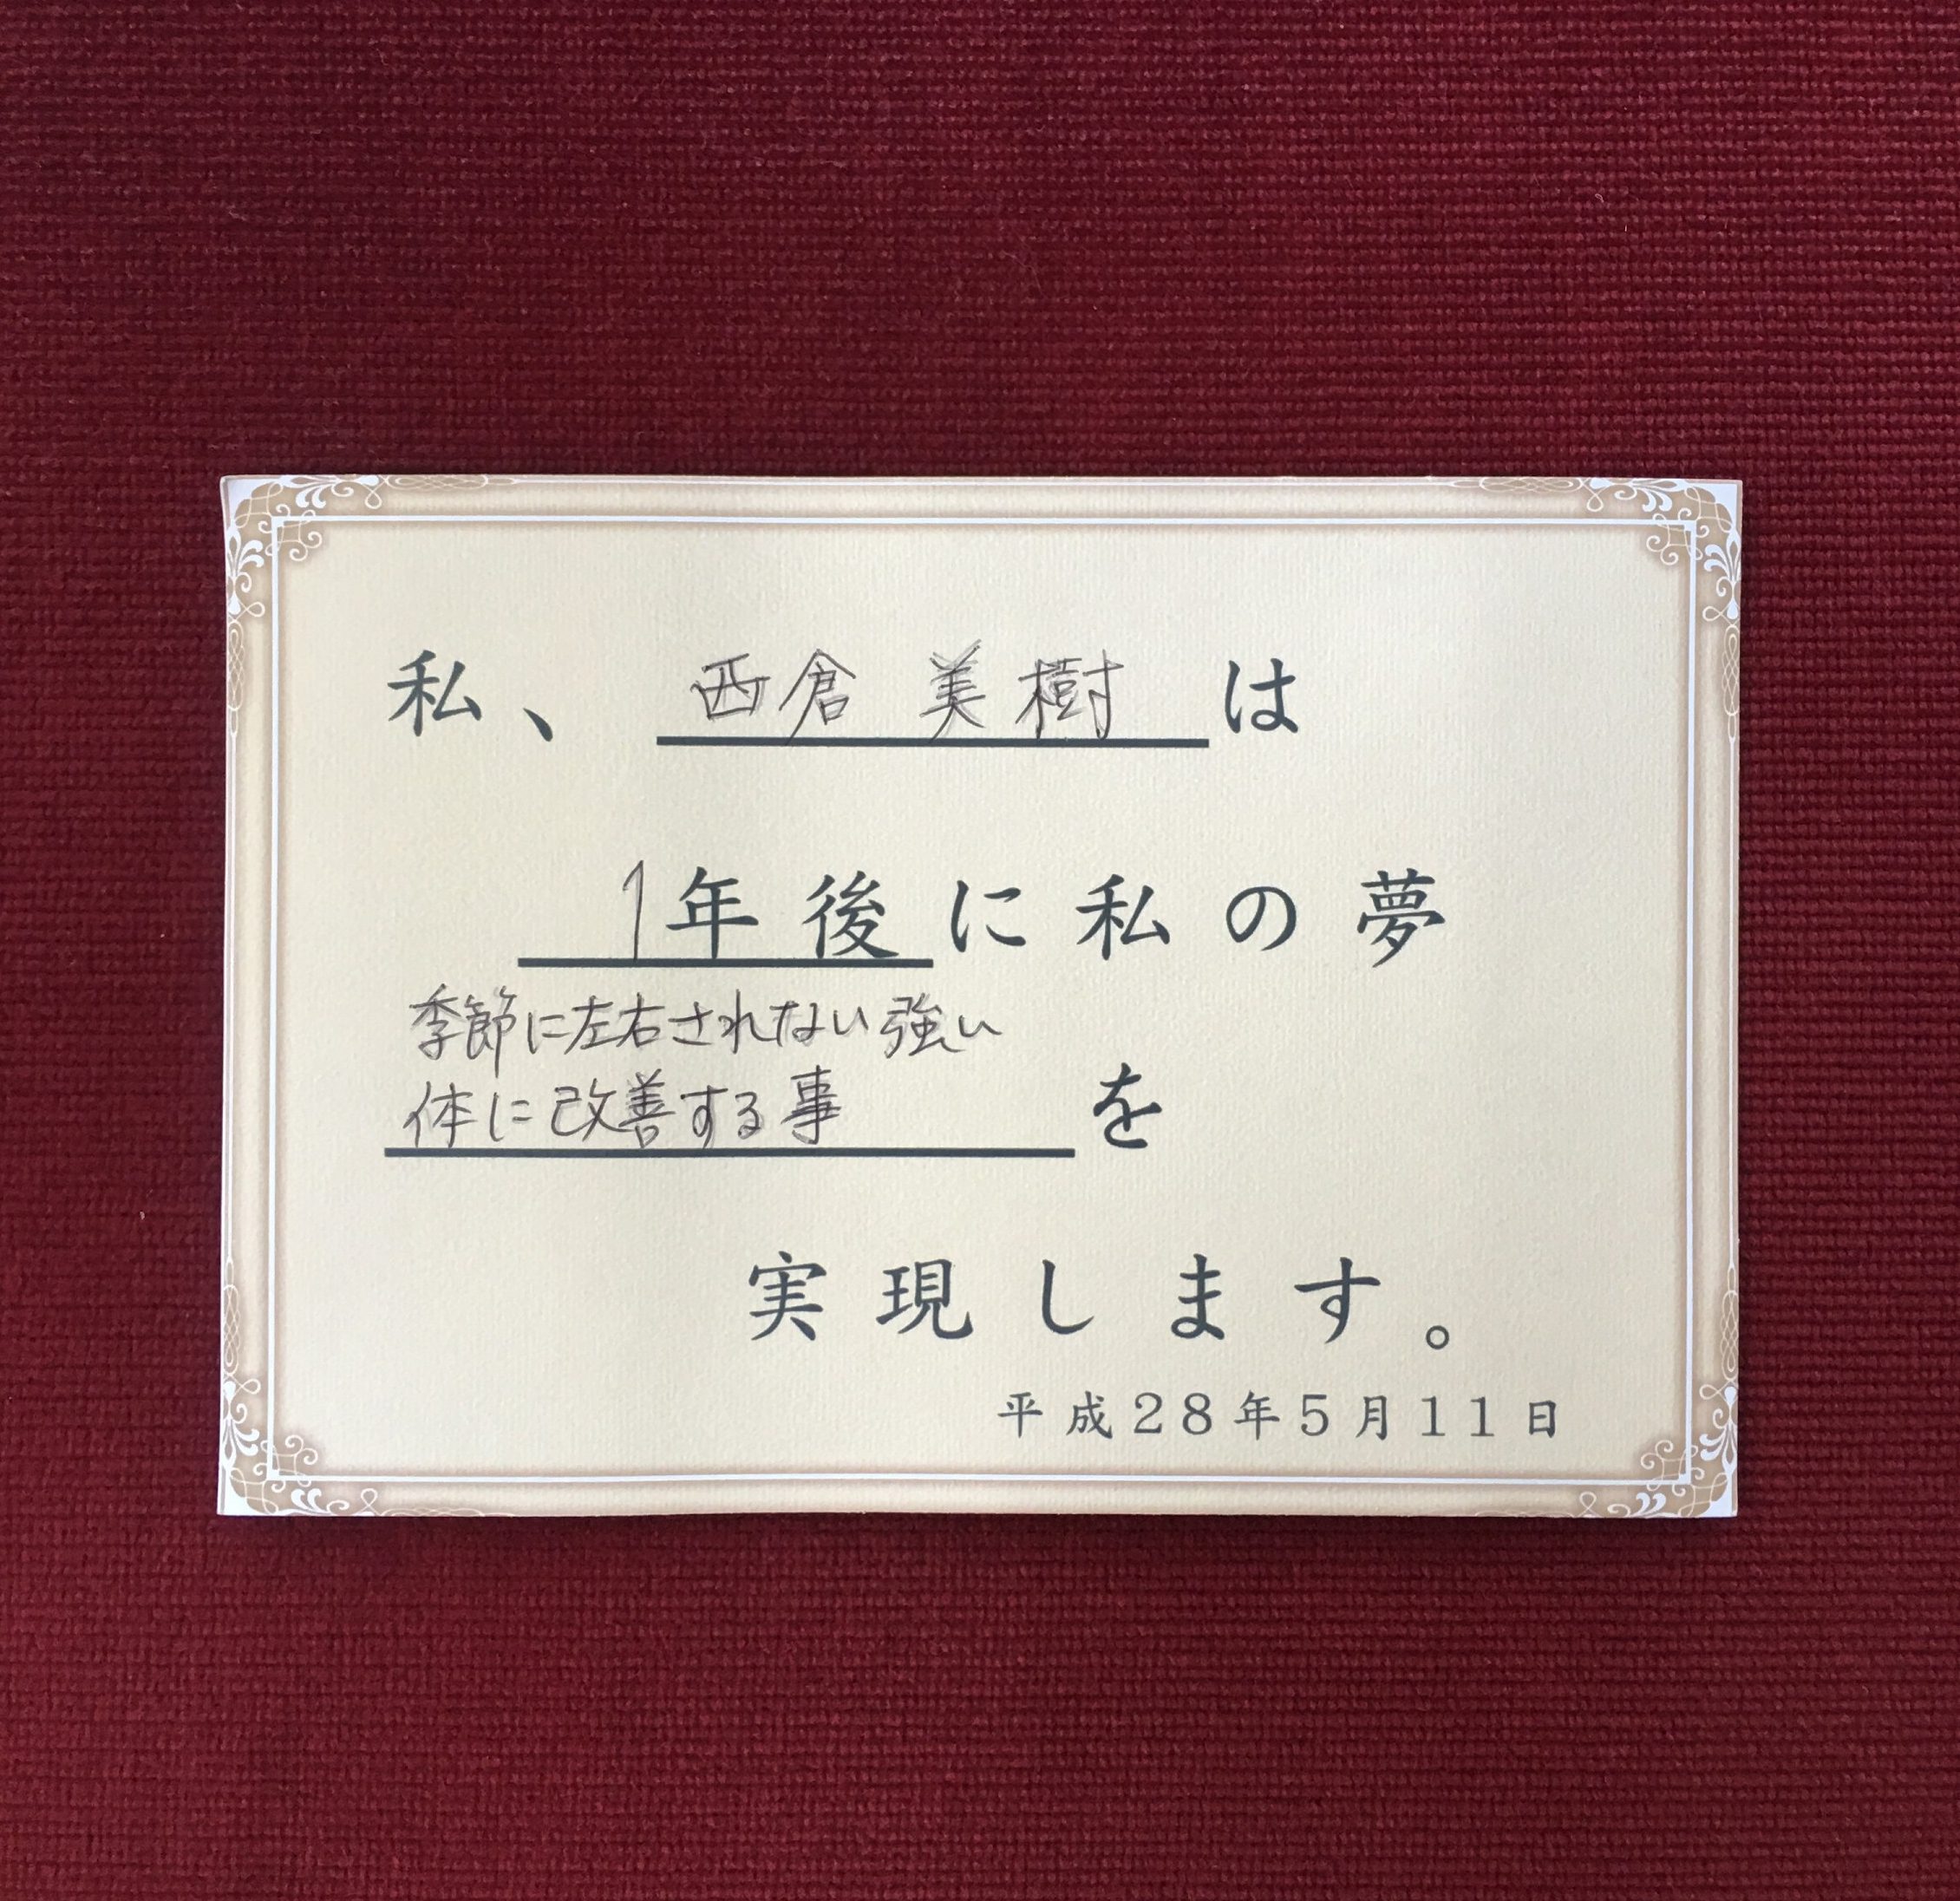 私、西倉 美樹は
1年後に私の夢
季節に左右されない強い
体に改善する事を
実現します。
平成28年5月11日